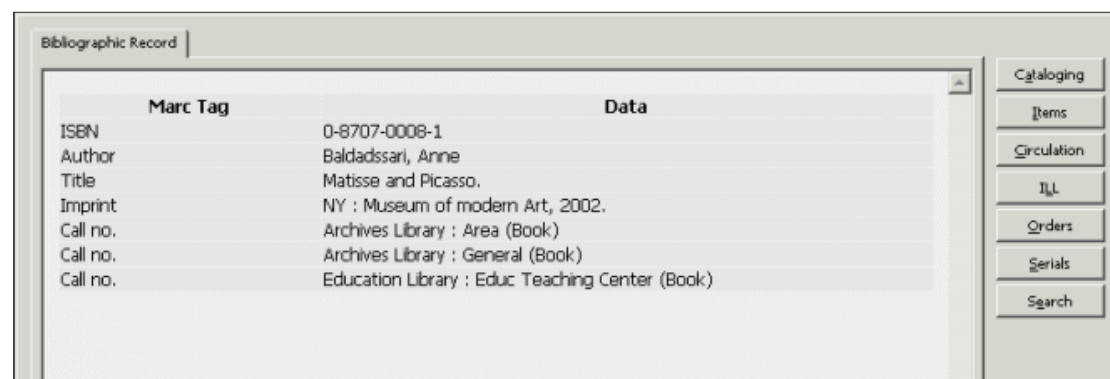 Bibliographic Record
Marc Tag Data
ISBN 0-8707-0008-1
Author Baldadssari, Anne
Title Matisse and Picasso.
Imprint NY : Museum of modern Art, 2002.
Call no. Archives Library : Area (Book)
Call no. Archives Library : General (Book)
Call no. Education Library : Educ Teaching Center (Book)
Cataloging
Items
Circulation
ILL
Orders
Serials
Search